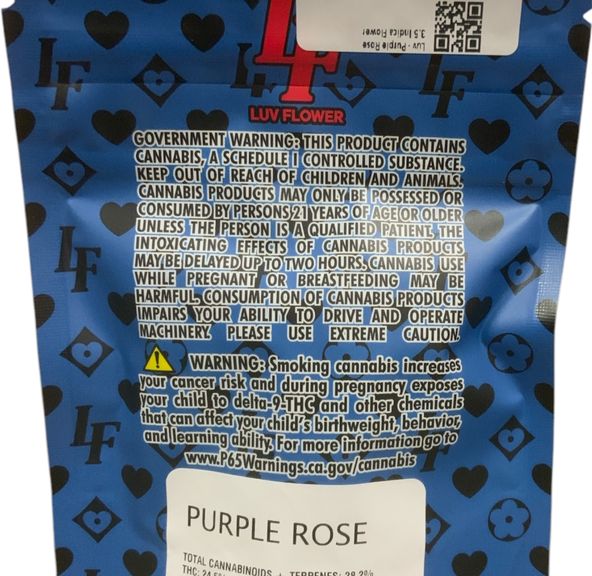 Luv - Purple Rose
3.5 Indica Flower
LF
LUV FLOWER
GOVERNMENT WARNING: THIS PRODUCT CONTAINS
CANNABIS, A SCHEDULE I CONTROLLED SUBSTANCE.
KEEP OUT OF REACH OF CHILDREN AND ANIMALS.
CANNABIS PRODUCTS MAY ONLY BE POSSESSED OR
CONSUMED BY PERSONS 21 YEARS OF AGE OR OLDER
UNLESS THE PERSON IS A QUALIFIED PATIENT. THE
INTOXICATING EFFECTS OF CANNABIS PRODUCTS
MAY BE DELAYED UP TO TWO HOURS. CANNABIS USE
WHILE PREGNANT OR BREASTFEEDING MAY BE
HARMFUL. CONSUMPTION OF CANNABIS PRODUCTS
IMPAIRS YOUR ABILITY TO DRIVE AND OPERATE
MACHINERY. PLEASE USE EXTREME CAUTION.
WARNING: Smoking cannabis increases
your cancer risk and during pregnancy exposes
your child to delta-9-THC and other chemicals
that can affect your child's birthweight, behavior,
and learning ability. For more information go to
www.P65Warnings.ca.gov/cannabis
PURPLE ROSE
TOTAL CANNABINOIDS + TERPENES: 28.2%
THC: 24.5%